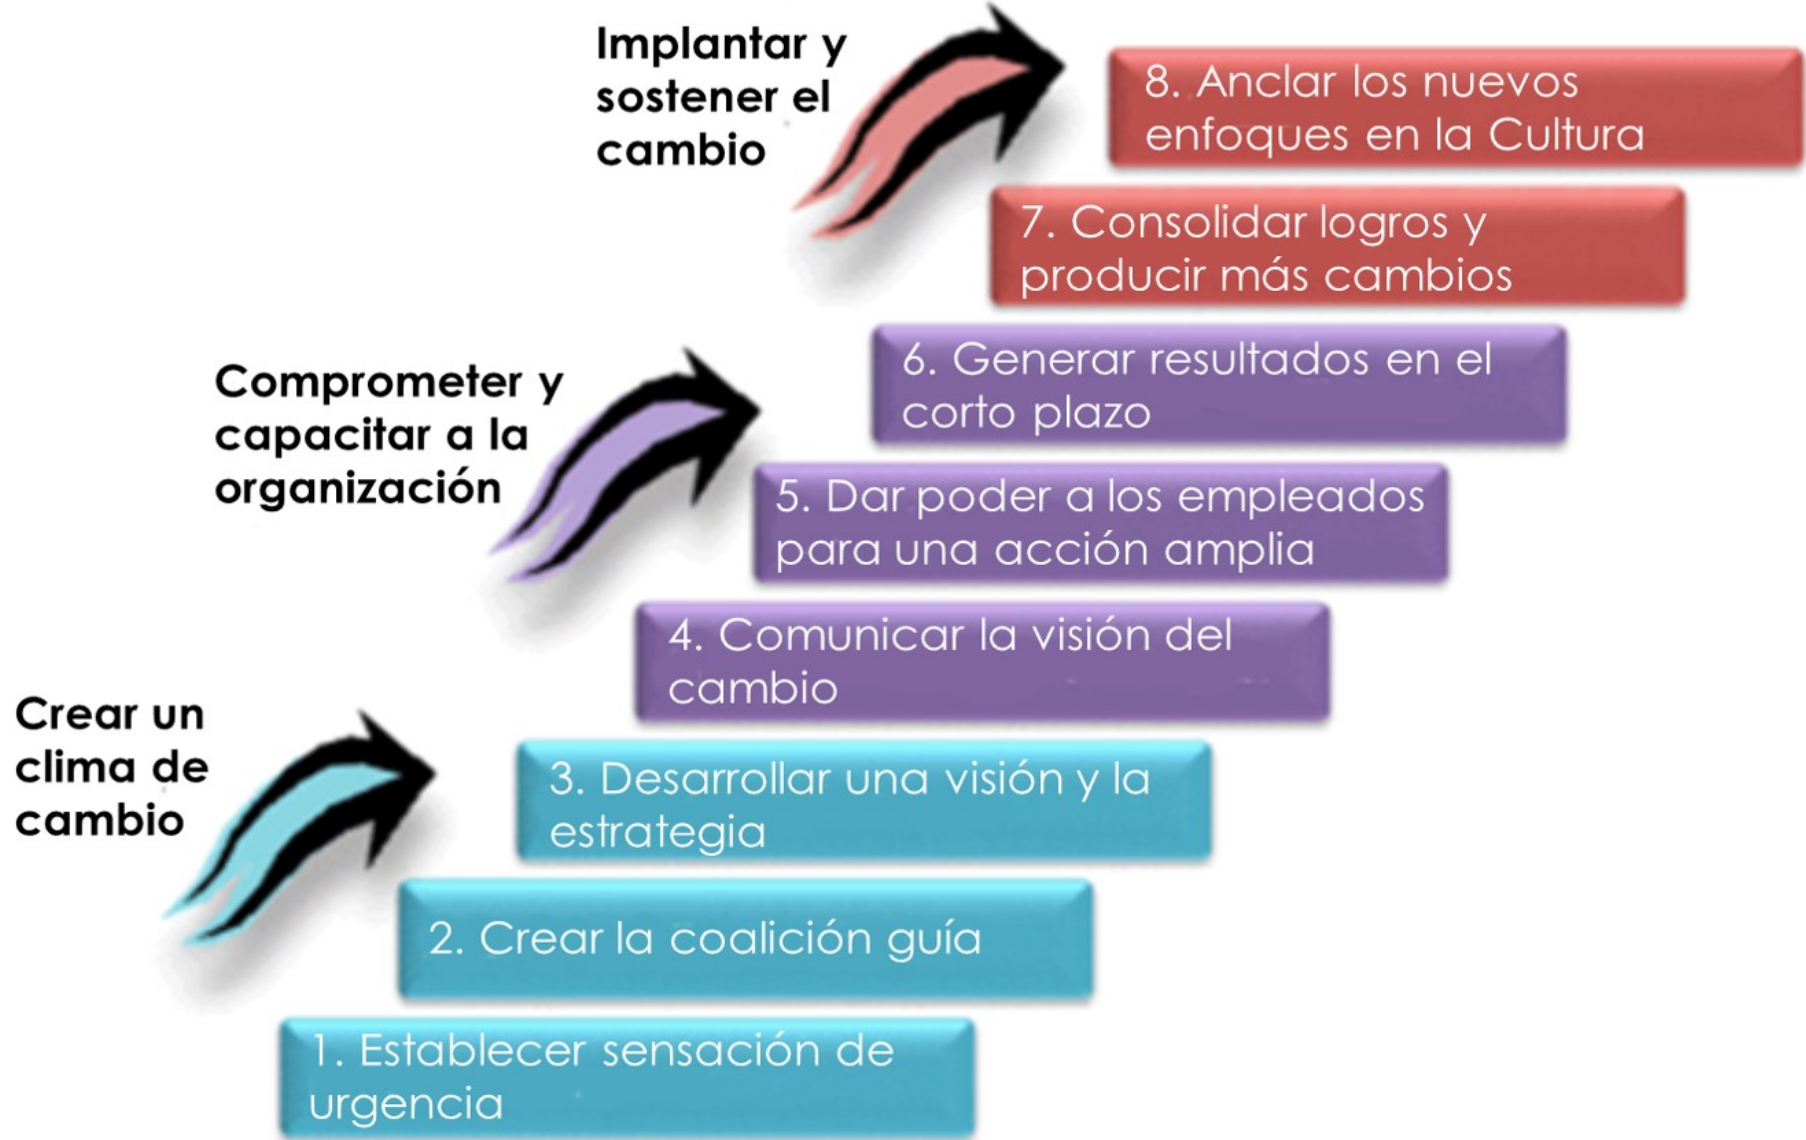 Implantar y
sostener el
cambio
8. Anclar los nuevos
enfoques en la Cultura
7. Consolidar logros y
producir más cambios
Comprometer y
capacitar a la
organización
6. Generar resultados en el
corto plazo
5. Dar poder a los empleados
para una acción amplia
4. Comunicar la visión del
cambio
Crear un
clima de
cambio
3. Desarrollar una visión y la
estrategia
2. Crear la coalición guía
1. Establecer sensación de
urgencia